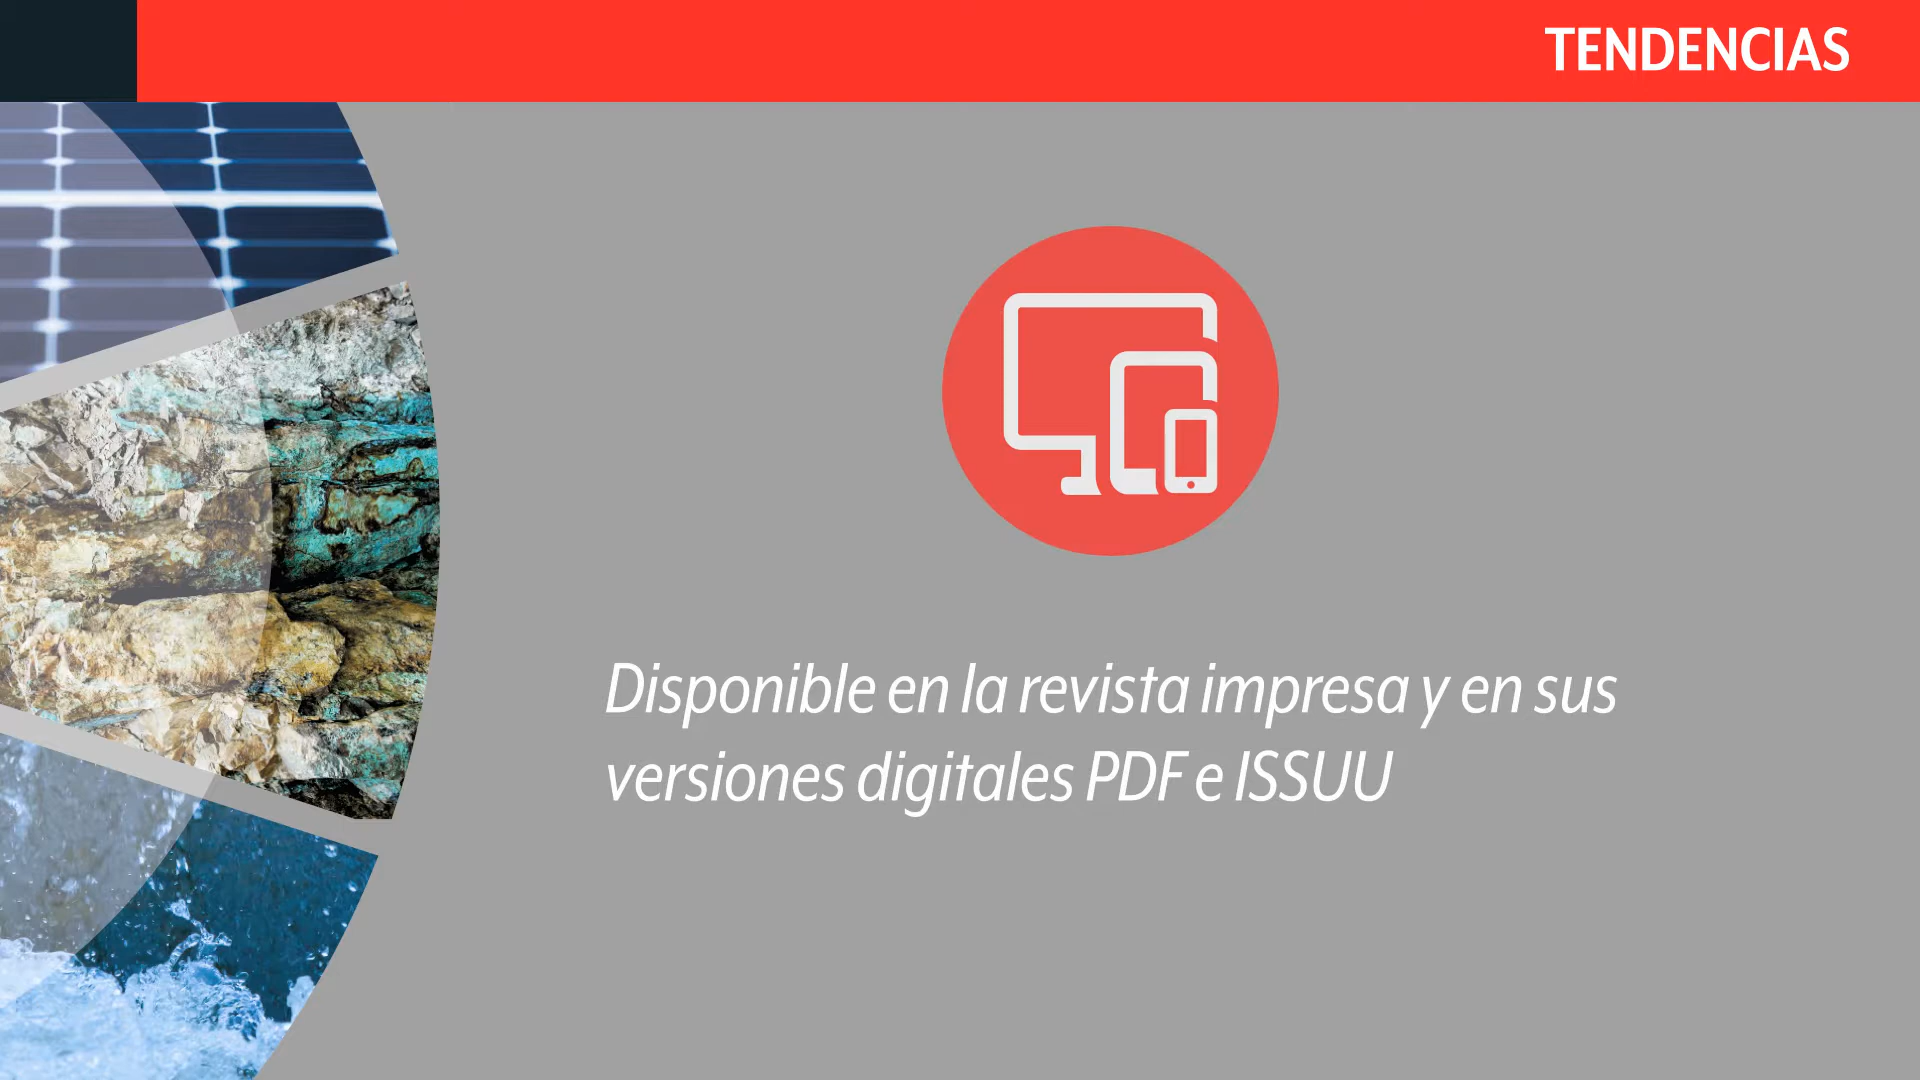 TENDENCIAS
Disponible en la revista impresa y en sus
versiones digitales PDF e ISSUU